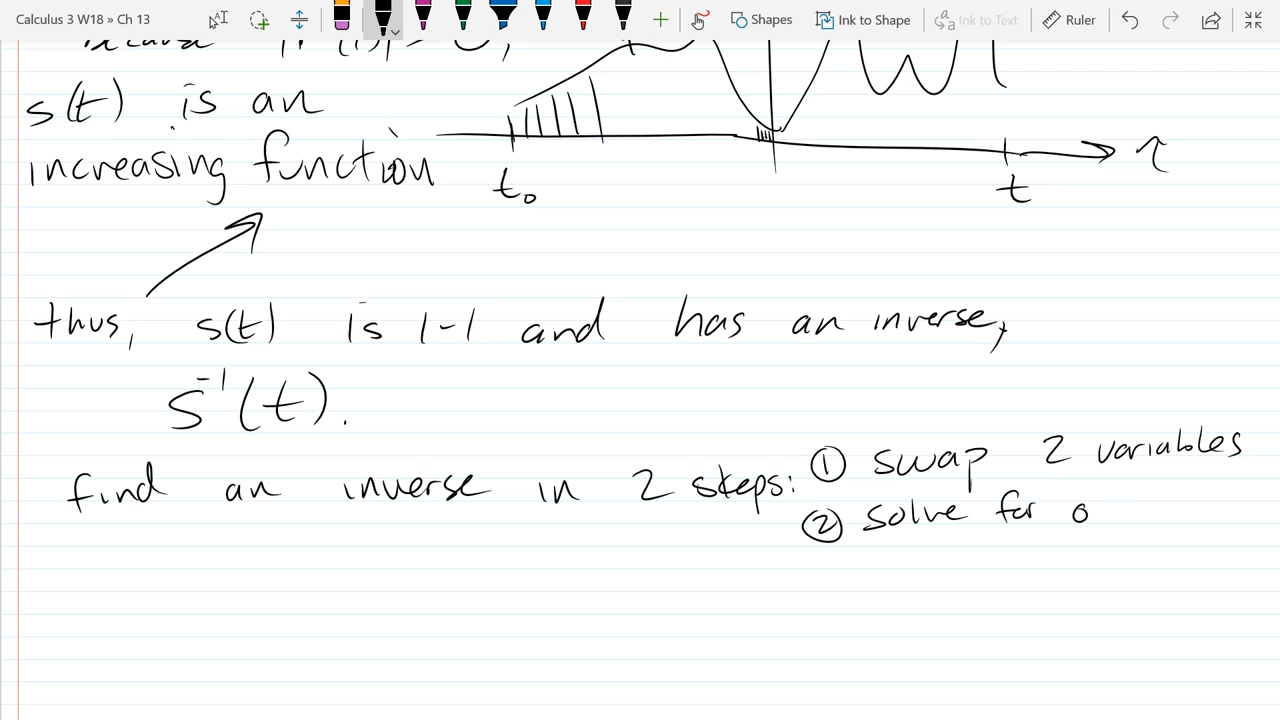 Calculus 3 W18 » Ch 13
Shapes
Ink to Shape
Ink to Text
Ruler
because
s(t) is an
increasing function
t₀
t
τ
thus, s(t) is 1-1 and has an inverse,
s⁻¹(t).
find an inverse in 2 steps: ① swap 2 variables
② solve for o